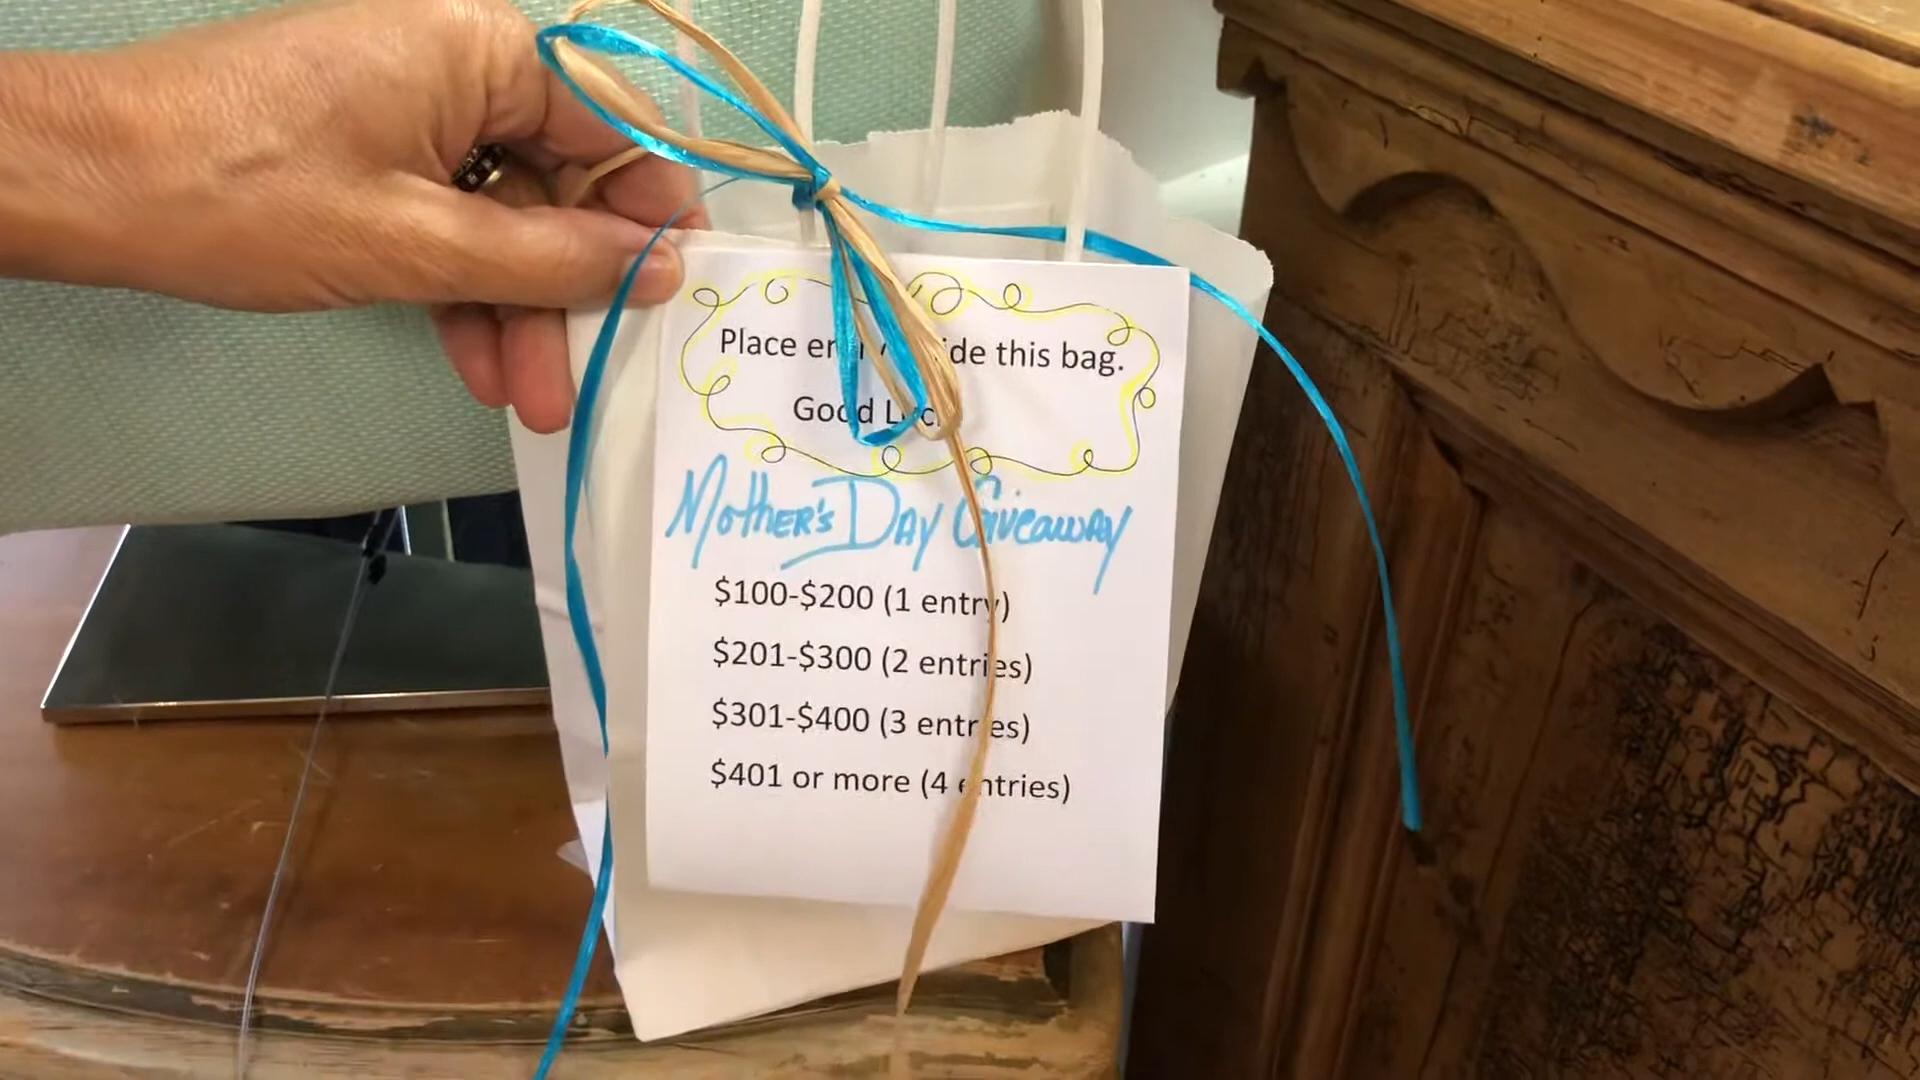 Place inside this bag.
Good
Mother's Day Giveaway
$100-$200 (1 entry)
$201-$300 (2 entries)
$301-$400 (3 entries)
$401 or more (4 entries)